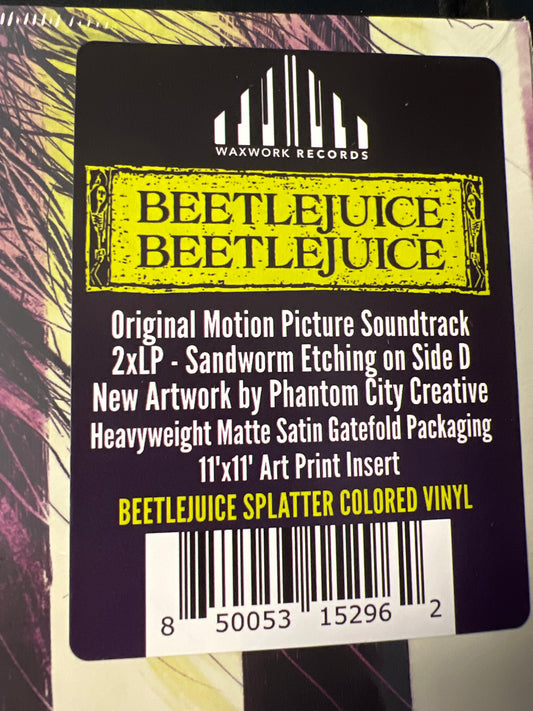 WAXWORK RECORDS
BEETLEJUICE
BEETLEJUICE
Original Motion Picture Soundtrack
2xLP - Sandworm Etching on Side D
New Artwork by Phantom City Creative
Heavyweight Matte Satin Gatefold Packaging
11'x11' Art Print Insert
BEETLEJUICE SPLATTER COLORED VINYL
8 50053 15296 2